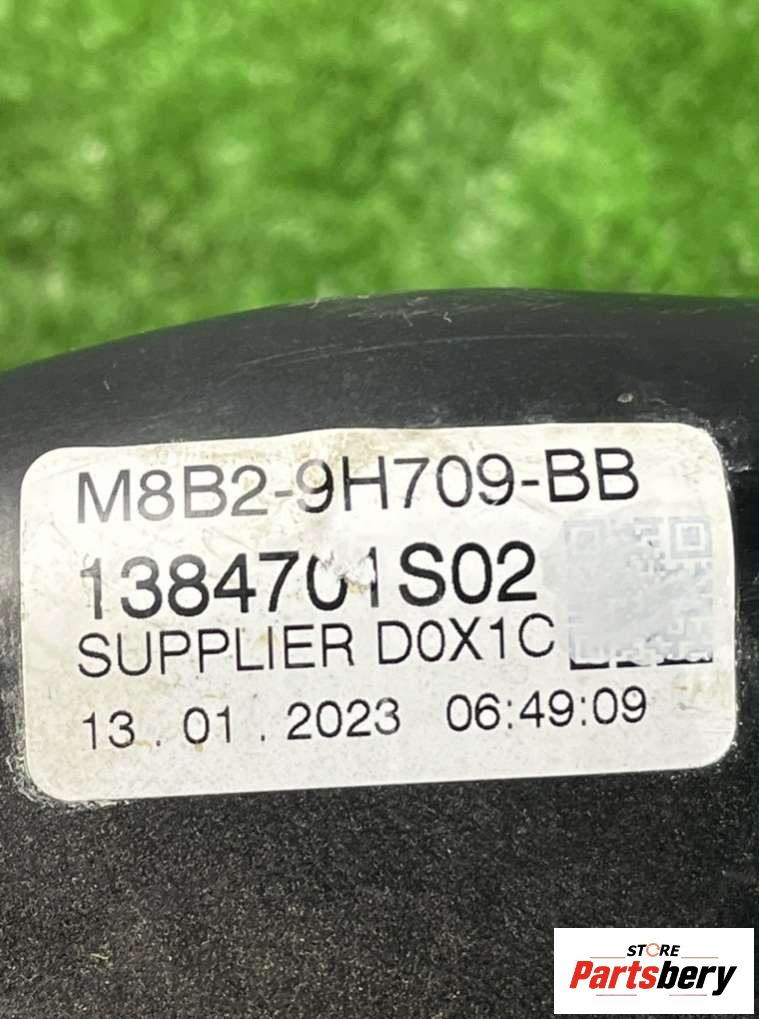 M8B2-9H709-BB
1384701S02
SUPPLIER D0X1C
13.01.2023 06:49:09
STORE
Partsbery